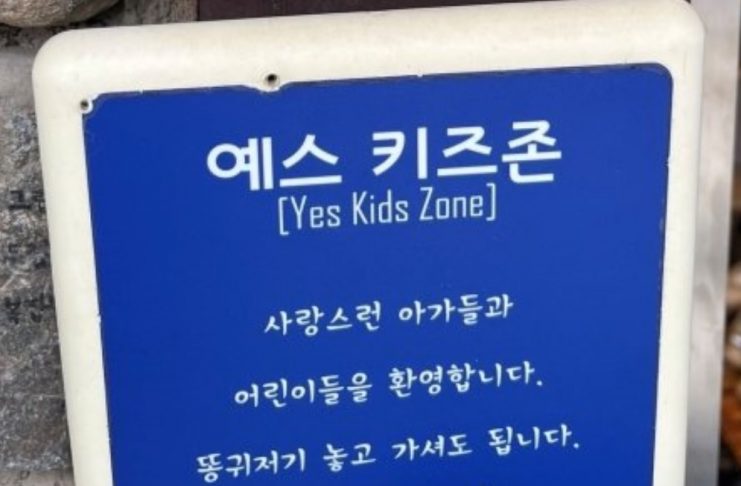 예스 키즈존
[Yes Kids Zone]
사랑스런 아가들과
어린이들을 환영합니다.
똥귀저기 놓고 가셔도 됩니다.